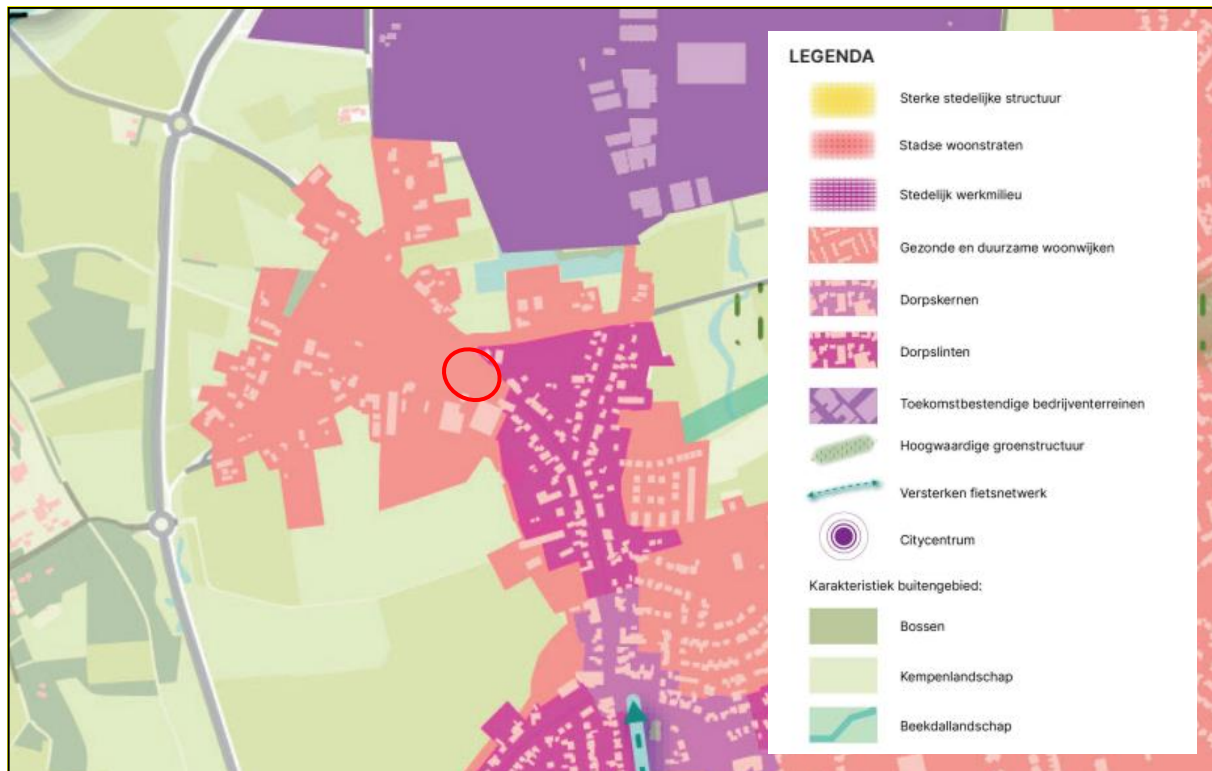 LEGENDA
Sterke stedelijke structuur
Stadse woonstraten
Stedelijk werkmilieu
Gezonde en duurzame woonwijken
Dorpskernen
Dorpslinten
Toekomstbestendige bedrijventerreinen
Hoogwaardige groenstructuur
Versterken fietsnetwerk
Citycentrum
Karakteristiek buitengebied:
Bossen
Kempenlandschap
Beekdallandschap